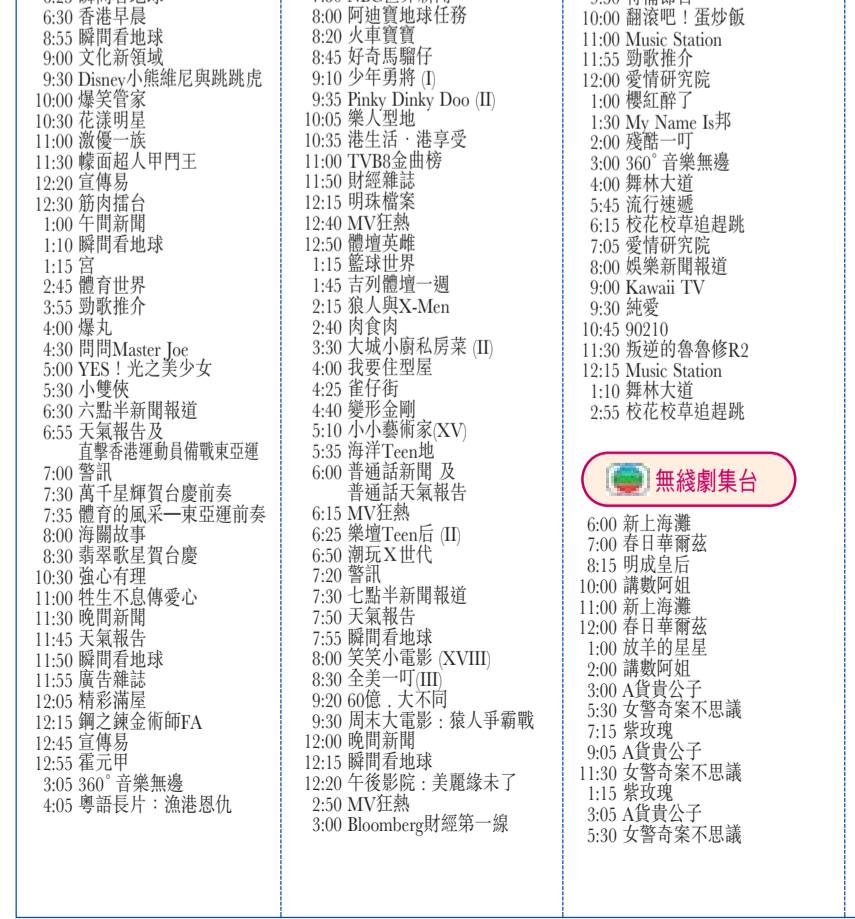 6:30 香港早晨
8:55 瞬間看地球
9:00 文化新領域
9:30 Disney小熊維尼與跳跳虎
10:00 爆笑管家
10:30 花漾明星
11:00 激優一族
11:30 幪面超人甲鬥王
12:20 宣傳易
12:30 筋肉擂台
1:00 午間新聞
1:10 瞬間看地球
1:15 宮
2:45 體育世界
3:55 勁歌推介
4:00 爆丸
4:30 問問Master Joe
5:00 YES！光之美少女
5:30 小雙俠
6:30 六點半新聞報道
6:55 天氣報告及
直擊香港運動員備戰東亞運
7:00 警訊
7:30 萬千星輝賀台慶前奏
7:35 體育的風采—東亞運前奏
8:00 海關故事
8:30 翡翠歌星賀台慶
10:30 強心有理
11:00 牲生不息傳愛心
11:30 晚間新聞
11:45 天氣報告
11:50 瞬間看地球
11:55 廣告雜誌
12:05 精彩滿屋
12:15 鋼之鍊金術師FA
12:45 宣傳易
12:55 霍元甲
3:05 360°音樂無邊
4:05 粵語長片：漁港恩仇
8:00 阿迪寶地球任務
8:20 火車寶寶
8:45 好奇馬騮仔
9:10 少年勇將 (I)
9:35 Pinky Dinky Doo (II)
10:05 樂人型地
10:35 港生活．港享受
11:00 TVB8金曲榜
11:50 財經雜誌
12:15 明珠檔案
12:40 MV狂熱
12:50 體壇英雌
1:15 籃球世界
1:45 吉列體壇一週
2:15 狼人與X-Men
2:40 肉食肉
3:30 大城小廚私房菜 (II)
4:00 我要住型屋
4:25 雀仔街
4:40 變形金剛
5:10 小小藝術家(XV)
5:35 海洋Teen地
6:00 普通話新聞 及
普通話天氣報告
6:15 MV狂熱
6:25 樂壇Teen后 (II)
6:50 潮玩X世代
7:20 警訊
7:30 七點半新聞報道
7:50 天氣報告
7:55 瞬間看地球
8:00 笑笑小電影 (XVIII)
8:30 全美一叮(III)
9:20 60億．大不同
9:30 周末大電影：猿人爭霸戰
12:00 晚間新聞
12:15 瞬間看地球
12:20 午後影院：美麗緣未了
2:50 MV狂熱
3:00 Bloomberg財經第一線
10:00 翻滾吧！蛋炒飯
11:00 Music Station
11:55 勁歌推介
12:00 愛情研究院
1:00 櫻紅醉了
1:30 My Name Is邦
2:00 殘酷一叮
3:00 360°音樂無邊
4:00 舞林大道
5:45 流行速遞
6:15 校花校草追趕跳
7:05 愛情研究院
8:00 娛樂新聞報道
9:00 Kawaii TV
9:30 純愛
10:45 90210
11:30 叛逆的魯魯修R2
12:15 Music Station
1:10 舞林大道
2:55 校花校草追趕跳
無綫劇集台
6:00 新上海灘
7:00 春日華爾茲
8:15 明成皇后
10:00 講數阿姐
11:00 新上海灘
12:00 春日華爾茲
1:00 放羊的星星
2:00 講數阿姐
3:00 A貨貴公子
5:30 女警奇案不思議
7:15 紫玫瑰
9:05 A貨貴公子
11:30 女警奇案不思議
1:15 紫玫瑰
3:05 A貨貴公子
5:30 女警奇案不思議